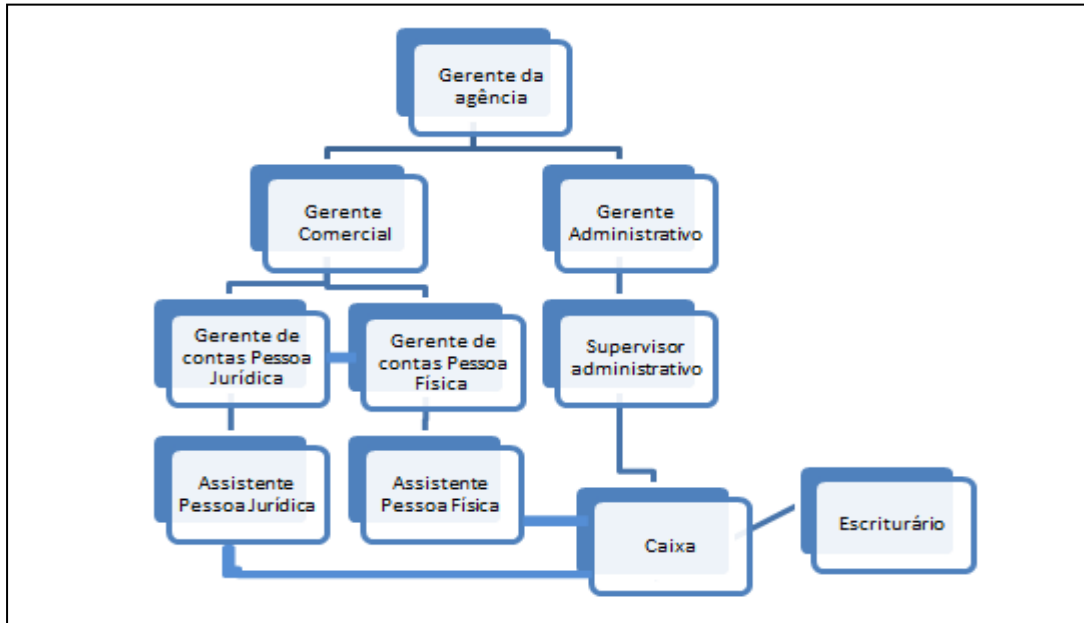 Gerente da
agência
Gerente
Comercial
Gerente
Administrativo
Gerente de
contas Pessoa
Jurídica
Gerente de
contas Pessoa
Física
Supervisor
administrativo
Assistente
Pessoa Jurídica
Assistente
Pessoa Física
Caixa
Escriturário